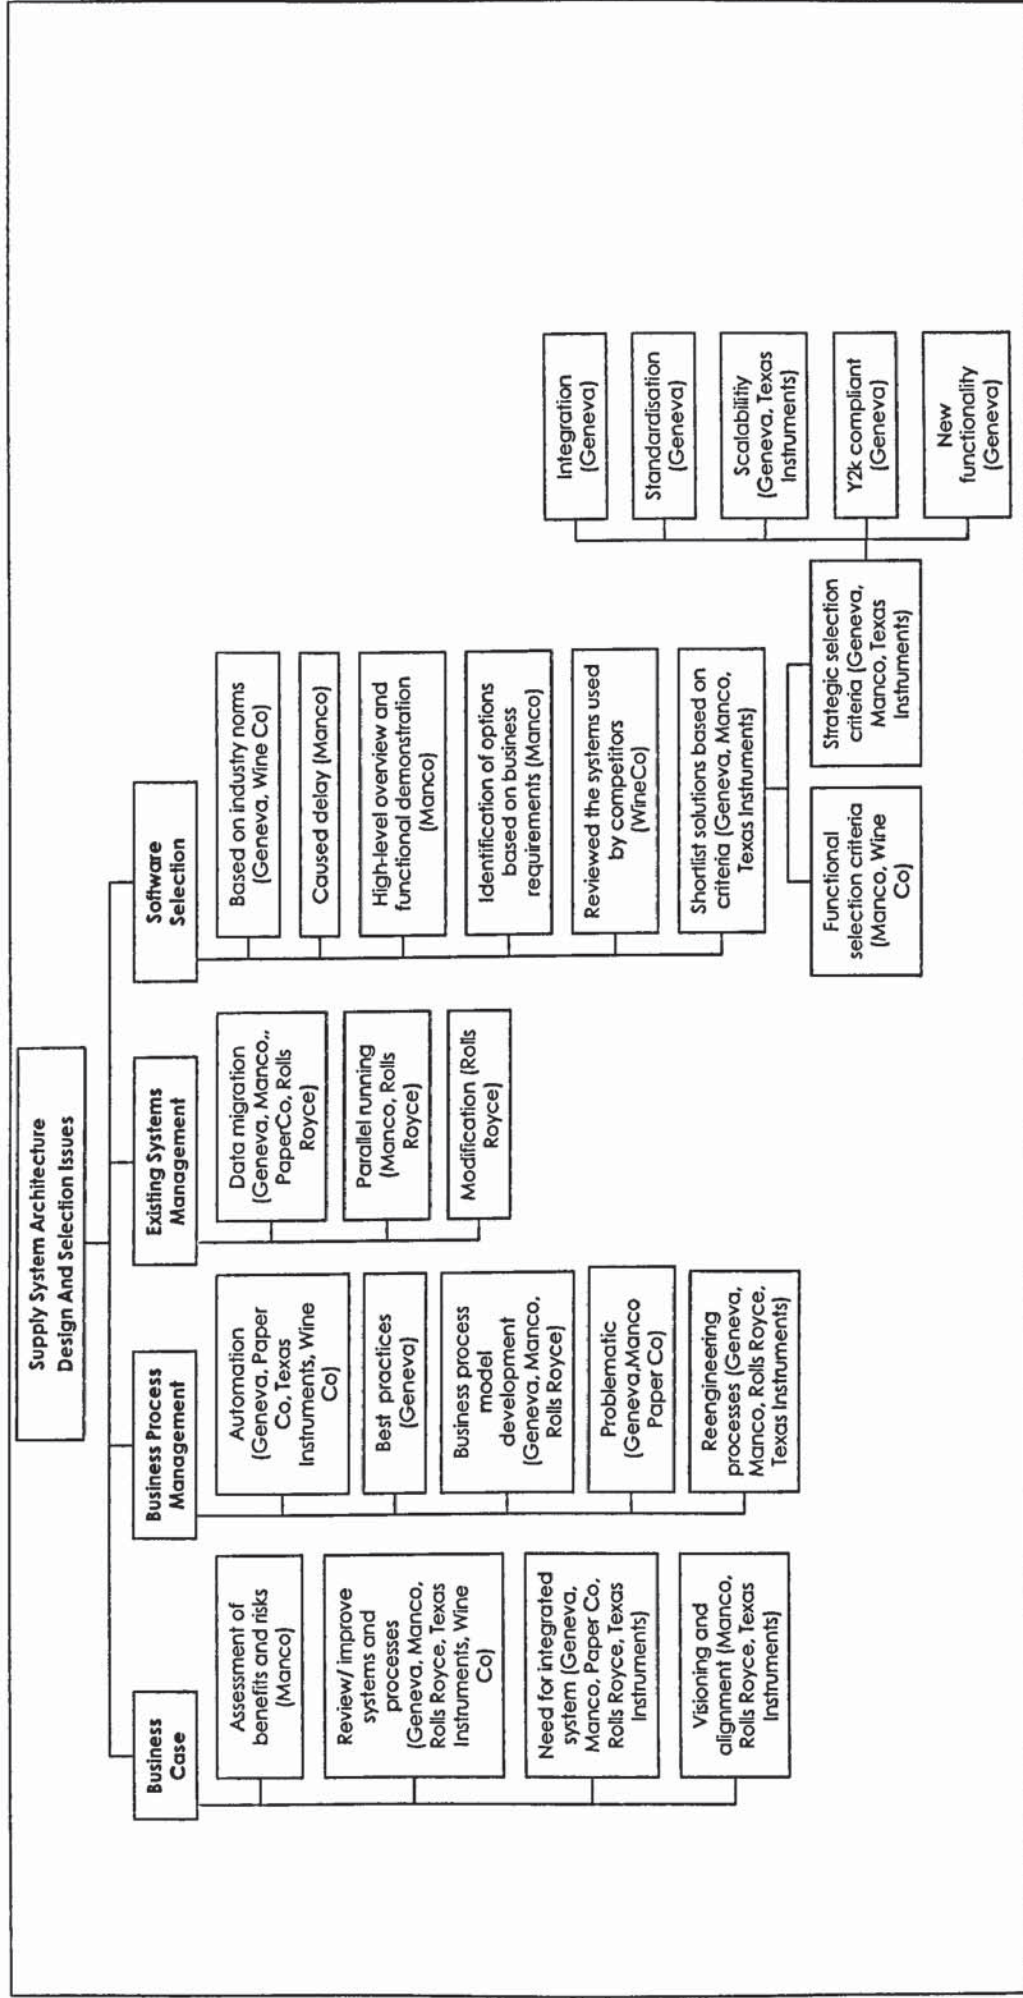 Supply System Architecture
Design And Selection Issues
Business
Case
Assessment of
benefits and risks
(Manco)
Review/ improve
systems and
processes
(Geneva, Manco,
Rolls Royce, Texas
Instruments, Wine
Co)
Need for integrated
system (Geneva,
Manco, Paper Co,
Rolls Royce, Texas
Instruments)
Visioning and
alignment (Manco,
Rolls Royce, Texas
Instruments)
Business Process
Management
Automation
(Geneva, Paper
Co, Texas
Instruments, Wine
Co)
Best practices
(Geneva)
Business process
model
development
(Geneva, Manco,
Rolls Royce)
Problematic
(Geneva,Manco
Paper Co)
Reengineering
processes (Geneva,
Manco, Rolls Royce,
Texas Instruments)
Existing Systems
Management
Data migration
(Geneva, Manco,,
PaperCo, Rolls
Royce)
Parallel running
(Manco, Rolls
Royce)
Modification (Rolls
Royce)
Software
Selection
Based on industry norms
(Geneva, Wine Co)
Caused delay (Manco)
High-level overview and
functional demonstration
(Manco)
Identification of options
based on business
requirements (Manco)
Reviewed the systems used
by competitors
(WineCo)
Shortlist solutions based on
criteria (Geneva, Manco,
Texas Instruments)
Functional
selection criteria
(Manco, Wine
Co)
Strategic selection
criteria (Geneva,
Manco, Texas
Instruments)
Integration
(Geneva)
Standardisation
(Geneva)
Scalabitity
(Geneva, Texas
Instruments)
Y2k compliant
(Geneva)
New
functionality
(Geneva)